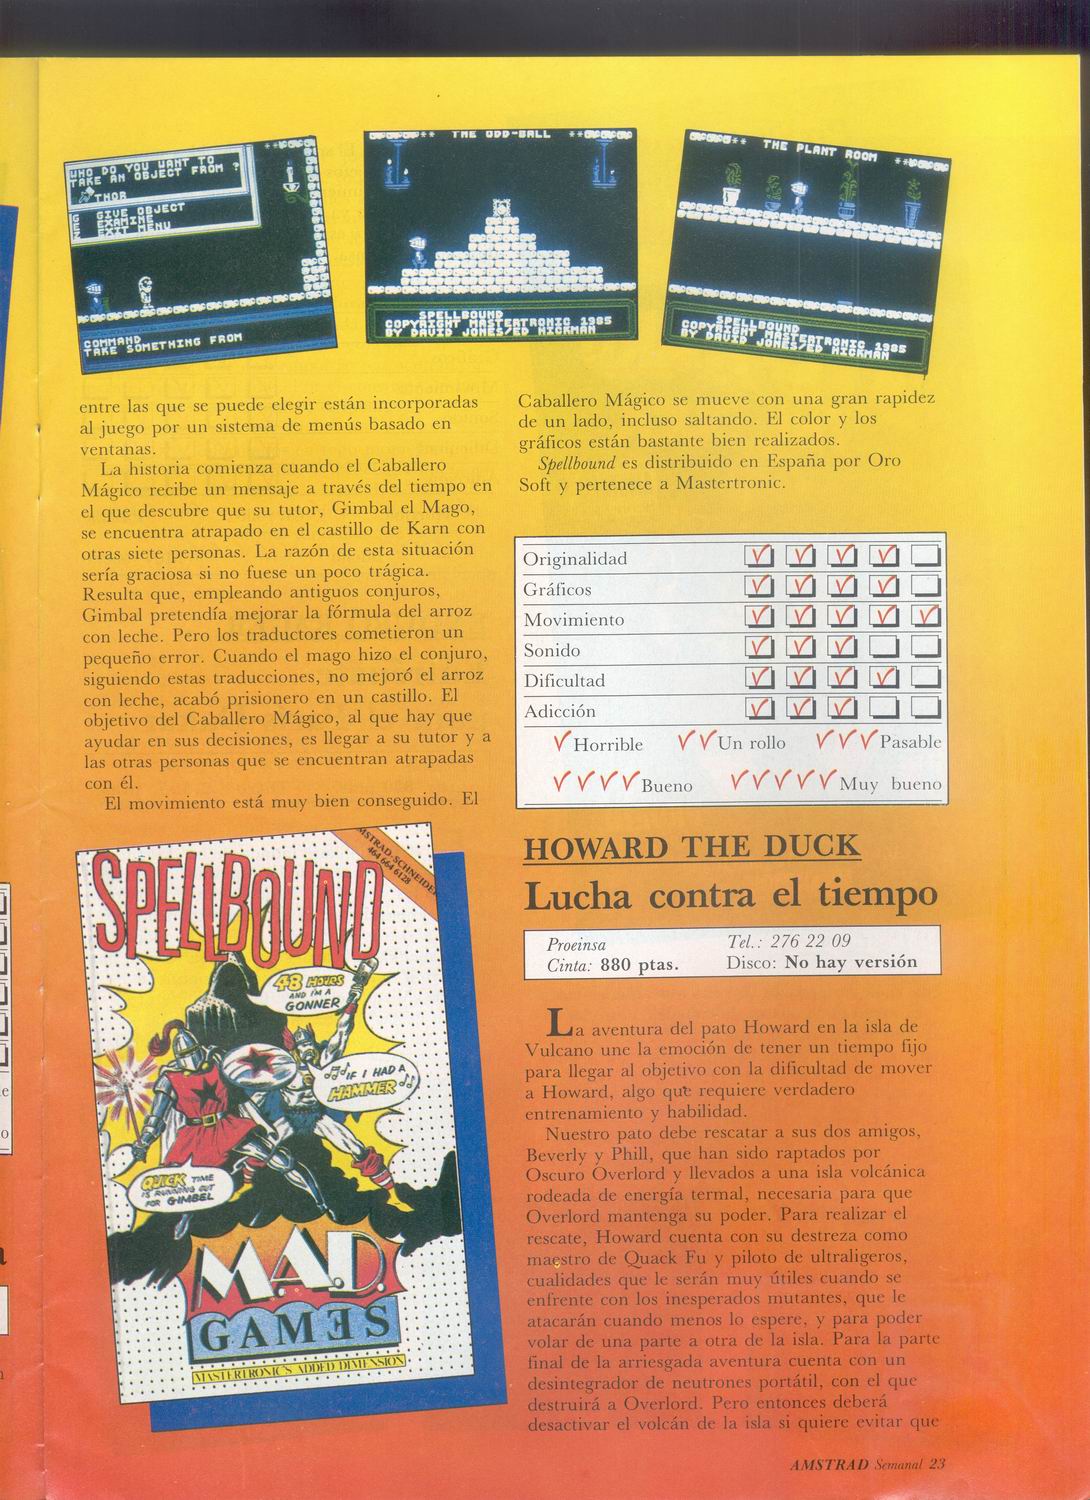 WHO DO YOU WANT TO
TAKE AN OBJECT FROM ?
THOR
G GIVE OBJECT
E EXAMINE
Z EXIT MENU
COMMAND
TAKE SOMETHING FROM
** THE ODD-BALL **
SPELLBOUND
COPYRIGHT MASTERTRONIC 1985
BY DAVID JONES/ED HICKMAN
** THE PLANT ROOM **
SPELLBOUND
COPYRIGHT MASTERTRONIC 1985
BY DAVID JONES/ED HICKMAN
entre las que se puede elegir están incorporadas
al juego por un sistema de menús basado en
ventanas.
La historia comienza cuando el Caballero
Mágico recibe un mensaje a través del tiempo en
el que descubre que su tutor, Gimbal el Mago,
se encuentra atrapado en el castillo de Karn con
otras siete personas. La razón de esta situación
sería graciosa si no fuese un poco trágica.
Resulta que, empleando antiguos conjuros,
Gimbal pretendía mejorar la fórmula del arroz
con leche. Pero los traductores cometieron un
pequeño error. Cuando el mago hizo el conjuro,
siguiendo estas traducciones, no mejoró el arroz
con leche, acabó prisionero en un castillo. El
objetivo del Caballero Mágico, al que hay que
ayudar en sus decisiones, es llegar a su tutor y a
las otras personas que se encuentran atrapadas
con él.
El movimiento está muy bien conseguido. El
Caballero Mágico se mueve con una gran rapidez
de un lado, incluso saltando. El color y los
gráficos están bastante bien realizados.
Spellbound es distribuido en España por Oro
Soft y pertenece a Mastertronic.
Originalidad
Gráficos
Movimiento
Sonido
Dificultad
Adicción
Horrible Un rollo Pasable
Bueno Muy bueno
AMSTRAD SCHNEIDER
464 664 6128
SPELLBOUND
48 HOURS
AND I'M A
GONNER
IF I HAD A
HAMMER
QUICK TIME
IS RUNNING OUT
FOR GIMBEL
M.A.D.
GAMES
MASTERTRONIC'S ADDED DIMENSION
HOWARD THE DUCK
Lucha contra el tiempo
Proeinsa Tel.: 276 22 09
Cinta: 880 ptas. Disco: No hay versión
La aventura del pato Howard en la isla de
Vulcano une la emoción de tener un tiempo fijo
para llegar al objetivo con la dificultad de mover
a Howard, algo que requiere verdadero
entrenamiento y habilidad.
Nuestro pato debe rescatar a sus dos amigos,
Beverly y Phill, que han sido raptados por
Oscuro Overlord y llevados a una isla volcánica
rodeada de energía termal, necesaria para que
Overlord mantenga su poder. Para realizar el
rescate, Howard cuenta con su destreza como
maestro de Quack Fu y piloto de ultraligeros,
cualidades que le serán muy útiles cuando se
enfrente con los inesperados mutantes, que le
atacarán cuando menos lo espere, y para poder
volar de una parte a otra de la isla. Para la parte
final de la arriesgada aventura cuenta con un
desintegrador de neutrones portátil, con el que
destruirá a Overlord. Pero entonces deberá
desactivar el volcán de la isla si quiere evitar que
AMSTRAD Semanal 23